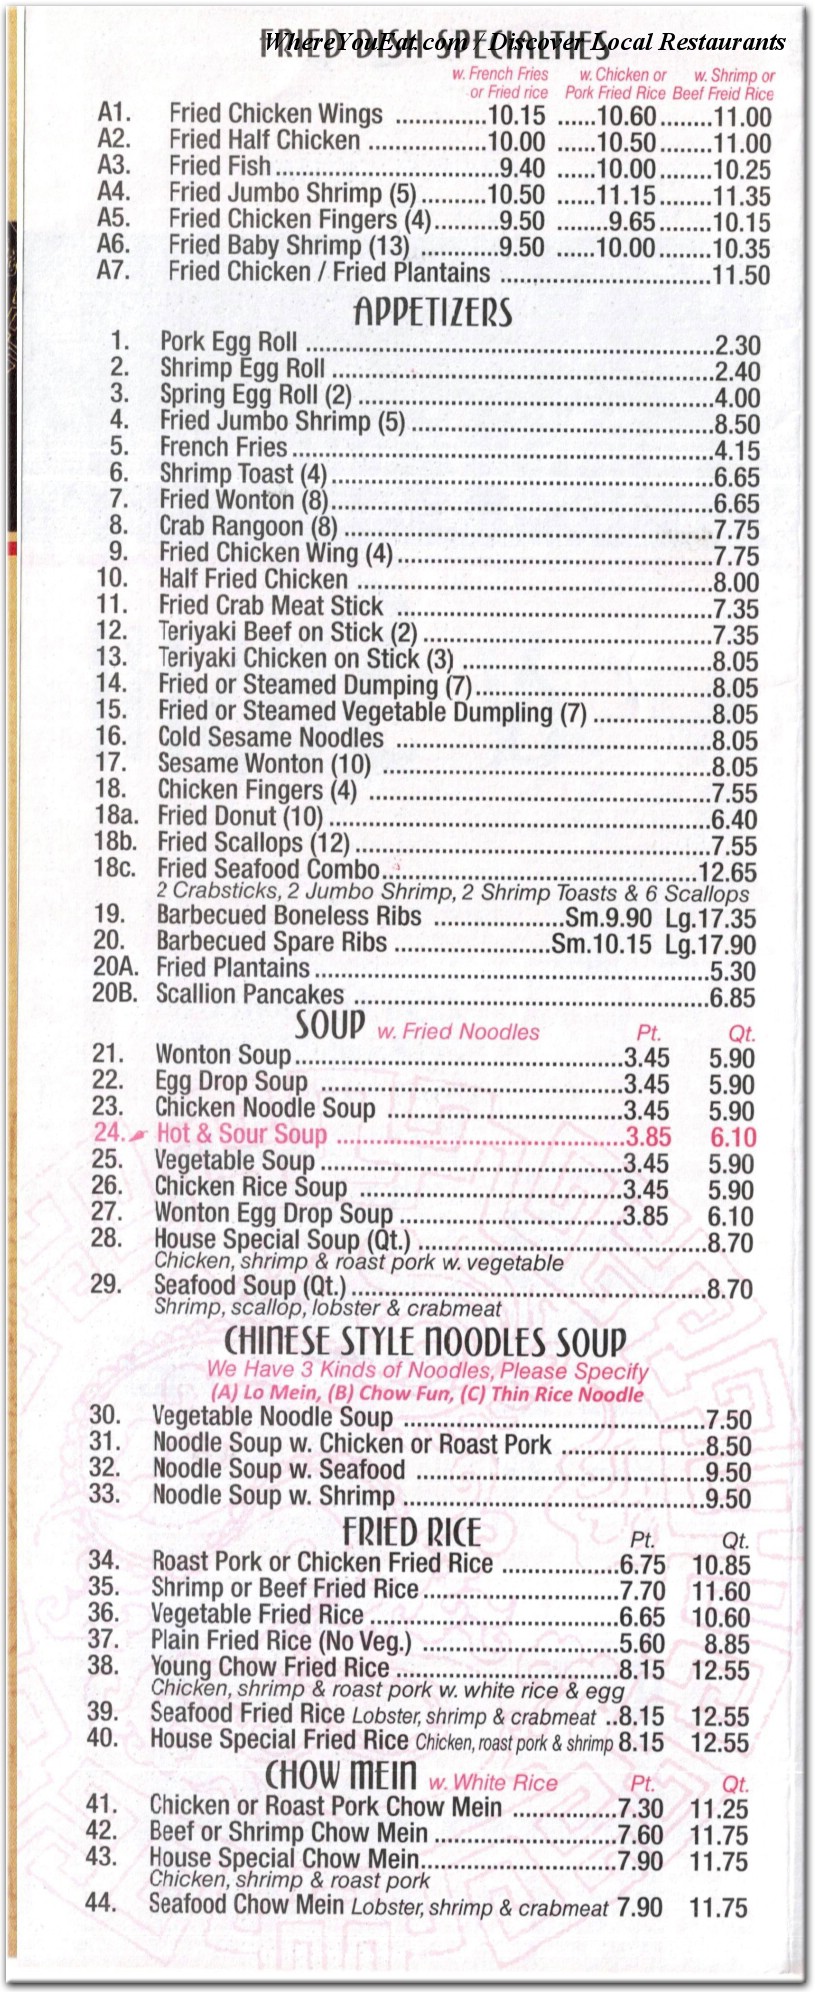 FRIED DISH SPECIALTIES
WhereYouEat.com / Discover Local Restaurants
w. French Fries or Fried rice w. Chicken or Pork Fried Rice w. Shrimp or Beef Freid Rice
A1. Fried Chicken Wings ..............10.15 ......10.60 ........11.00
A2. Fried Half Chicken ..................10.00 ......10.50 ........11.00
A3. Fried Fish ..................................9.40 ......10.00 ........10.25
A4. Fried Jumbo Shrimp (5) ..........10.50 ......11.15 ........11.35
A5. Fried Chicken Fingers (4) ..........9.50 ........9.65 ........10.15
A6. Fried Baby Shrimp (13) .............9.50 ......10.00 ........10.35
A7. Fried Chicken / Fried Plantains ................................11.50
APPETIZERS
1. Pork Egg Roll ..............................2.30
2. Shrimp Egg Roll ..............................2.40
3. Spring Egg Roll (2) ..............................4.00
4. Fried Jumbo Shrimp (5) ..............................8.50
5. French Fries ..............................4.15
6. Shrimp Toast (4) ..............................6.65
7. Fried Wonton (8) ..............................6.65
8. Crab Rangoon (8) ..............................7.75
9. Fried Chicken Wing (4) ..............................7.75
10. Half Fried Chicken ..............................8.00
11. Fried Crab Meat Stick ..............................7.35
12. Teriyaki Beef on Stick (2) ..............................7.35
13. Teriyaki Chicken on Stick (3) ..............................8.05
14. Fried or Steamed Dumping (7) ..............................8.05
15. Fried or Steamed Vegetable Dumpling (7) ..................8.05
16. Cold Sesame Noodles ..............................8.05
17. Sesame Wonton (10) ..............................8.05
18. Chicken Fingers (4) ..............................7.55
18a. Fried Donut (10) ..............................6.40
18b. Fried Scallops (12) ..............................7.55
18c. Fried Seafood Combo ..............................12.65
2 Crabsticks, 2 Jumbo Shrimp, 2 Shrimp Toasts & 6 Scallops
19. Barbecued Boneless Ribs ....................Sm.9.90 Lg.17.35
20. Barbecued Spare Ribs ........................Sm.10.15 Lg.17.90
20A. Fried Plantains ..............................5.30
20B. Scallion Pancakes ..............................6.85
SOUP w. Fried Noodles Pt. Qt.
21. Wonton Soup ..............................3.45 5.90
22. Egg Drop Soup ..............................3.45 5.90
23. Chicken Noodle Soup ..............................3.45 5.90
24. Hot & Sour Soup ..............................3.85 6.10
25. Vegetable Soup ..............................3.45 5.90
26. Chicken Rice Soup ..............................3.45 5.90
27. Wonton Egg Drop Soup ..............................3.85 6.10
28. House Special Soup (Qt.) ..............................8.70
Chicken, shrimp & roast pork w. vegetable
29. Seafood Soup (Qt.) ..............................8.70
Shrimp, scallop, lobster & crabmeat
CHINESE STYLE NOODLES SOUP
We Have 3 Kinds of Noodles, Please Specify
(A) Lo Mein, (B) Chow Fun, (C) Thin Rice Noodle
30. Vegetable Noodle Soup ..............................7.50
31. Noodle Soup w. Chicken or Roast Pork ......................8.50
32. Noodle Soup w. Seafood ..............................9.50
33. Noodle Soup w. Shrimp ..............................9.50
FRIED RICE Pt. Qt.
34. Roast Pork or Chicken Fried Rice ..................6.75 10.85
35. Shrimp or Beef Fried Rice ..............................7.70 11.60
36. Vegetable Fried Rice ..............................6.65 10.60
37. Plain Fried Rice (No Veg.) ..............................5.60 8.85
38. Young Chow Fried Rice ..............................8.15 12.55
Chicken, shrimp & roast pork w. white rice & egg
39. Seafood Fried Rice Lobster, shrimp & crabmeat ..8.15 12.55
40. House Special Fried Rice Chicken, roast pork & shrimp 8.15 12.55
CHOW MEIN w. White Rice Pt. Qt.
41. Chicken or Roast Pork Chow Mein ................7.30 11.25
42. Beef or Shrimp Chow Mein ............................7.60 11.75
43. House Special Chow Mein ..............................7.90 11.75
Chicken, shrimp & roast pork
44. Seafood Chow Mein Lobster, shrimp & crabmeat 7.90 11.75